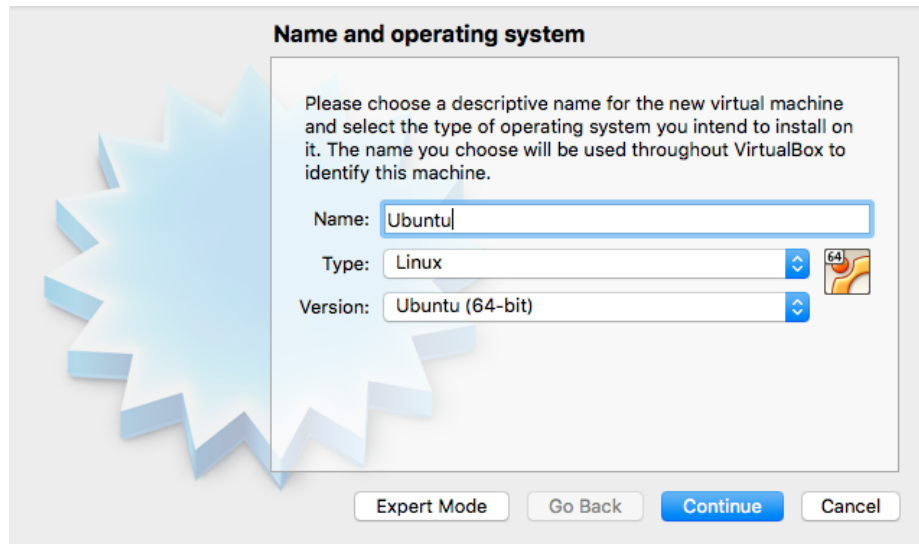 Name and operating system
Please choose a descriptive name for the new virtual machine
and select the type of operating system you intend to install on
it. The name you choose will be used throughout VirtualBox to
identify this machine.
Name: Ubuntu
Type: Linux
64
Version: Ubuntu (64-bit)
Expert Mode Go Back Continue Cancel